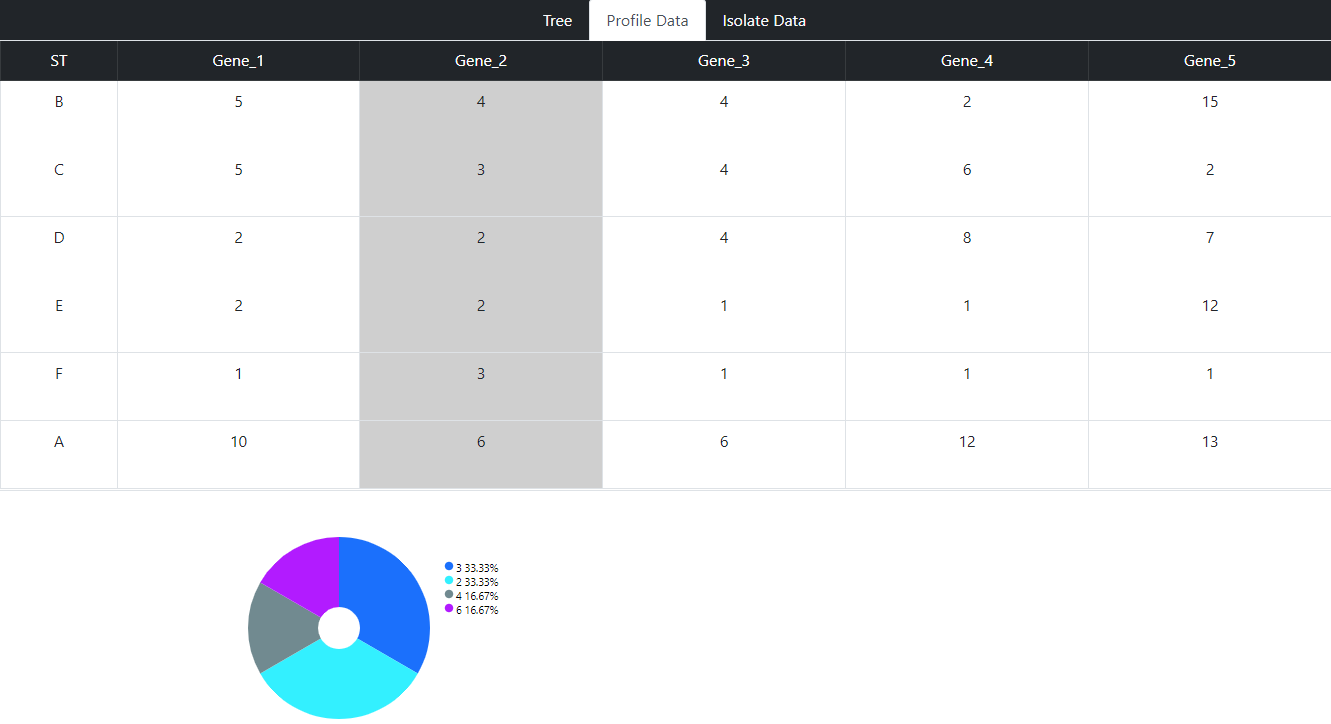 Tree Profile Data Isolate Data
ST Gene_1 Gene_2 Gene_3 Gene_4 Gene_5
B 5 4 4 2 15
C 5 3 4 6 2
D 2 2 4 8 7
E 2 2 1 1 12
F 1 3 1 1 1
A 10 6 6 12 13
3 33.33%
2 33.33%
4 16.67%
6 16.67%